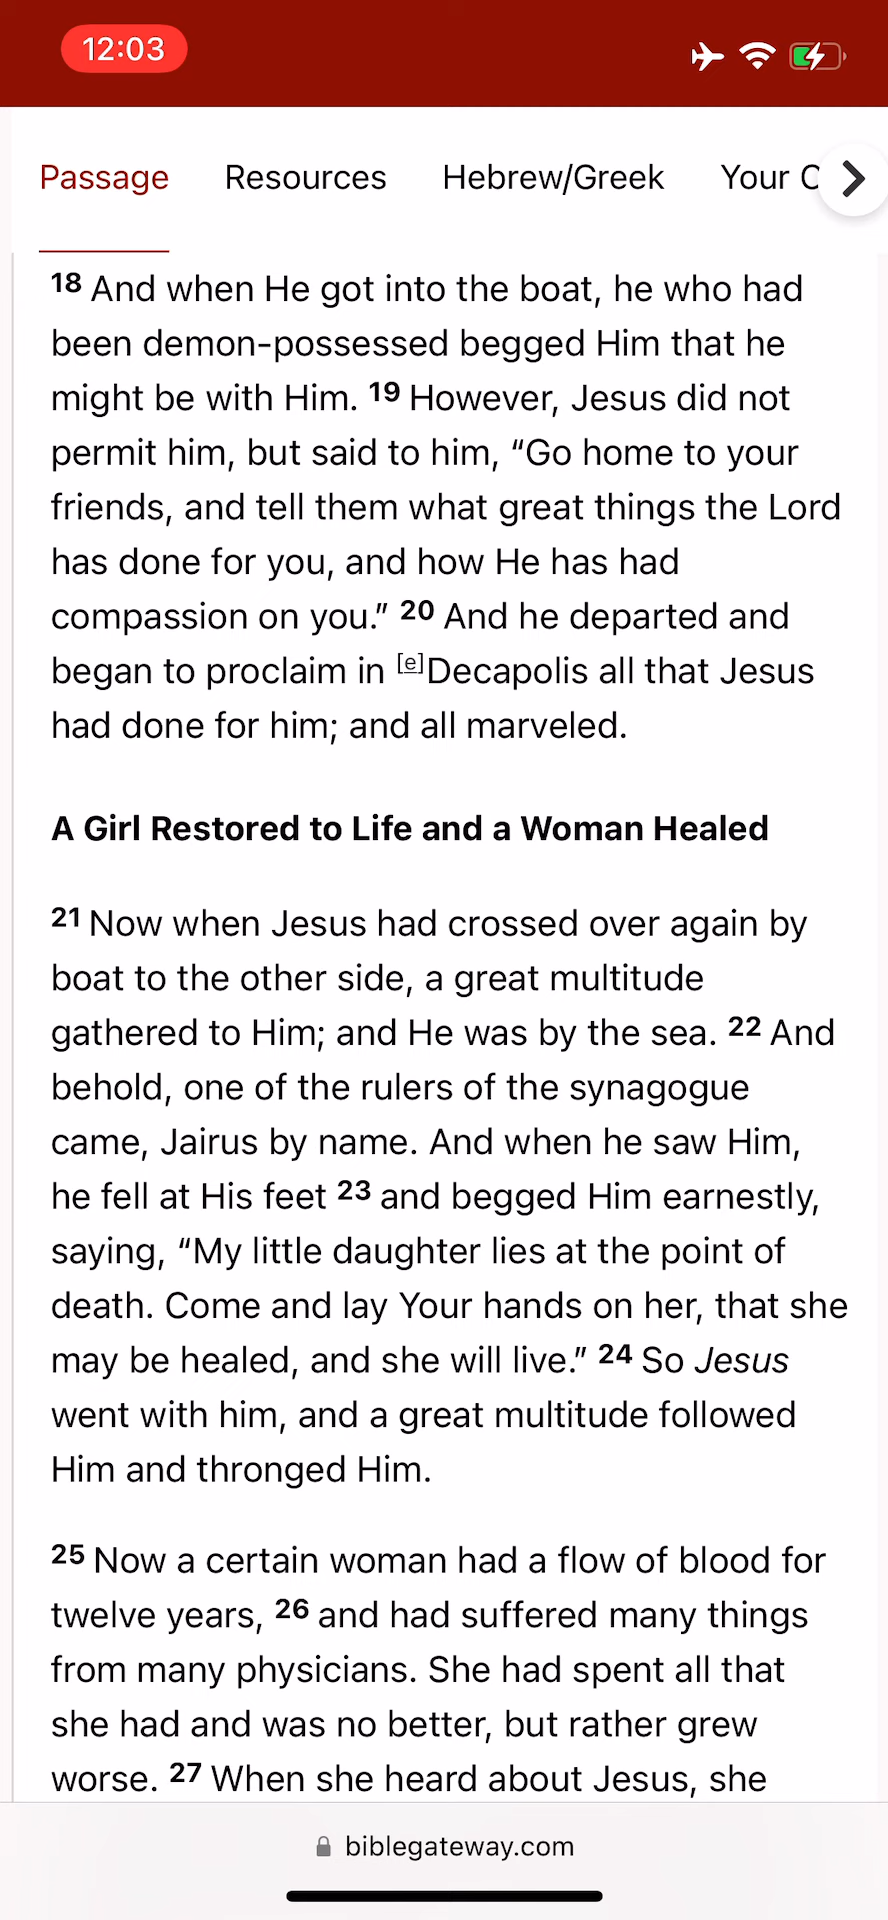 12:03
Passage Resources Hebrew/Greek Your
18 And when He got into the boat, he who had
been demon-possessed begged Him that he
might be with Him. 19 However, Jesus did not
permit him, but said to him, “Go home to your
friends, and tell them what great things the Lord
has done for you, and how He has had
compassion on you.” 20 And he departed and
began to proclaim in [e]Decapolis all that Jesus
had done for him; and all marveled.
A Girl Restored to Life and a Woman Healed
21 Now when Jesus had crossed over again by
boat to the other side, a great multitude
gathered to Him; and He was by the sea. 22 And
behold, one of the rulers of the synagogue
came, Jairus by name. And when he saw Him,
he fell at His feet 23 and begged Him earnestly,
saying, “My little daughter lies at the point of
death. Come and lay Your hands on her, that she
may be healed, and she will live.” 24 So Jesus
went with him, and a great multitude followed
Him and thronged Him.
25 Now a certain woman had a flow of blood for
twelve years, 26 and had suffered many things
from many physicians. She had spent all that
she had and was no better, but rather grew
worse. 27 When she heard about Jesus, she
biblegateway.com